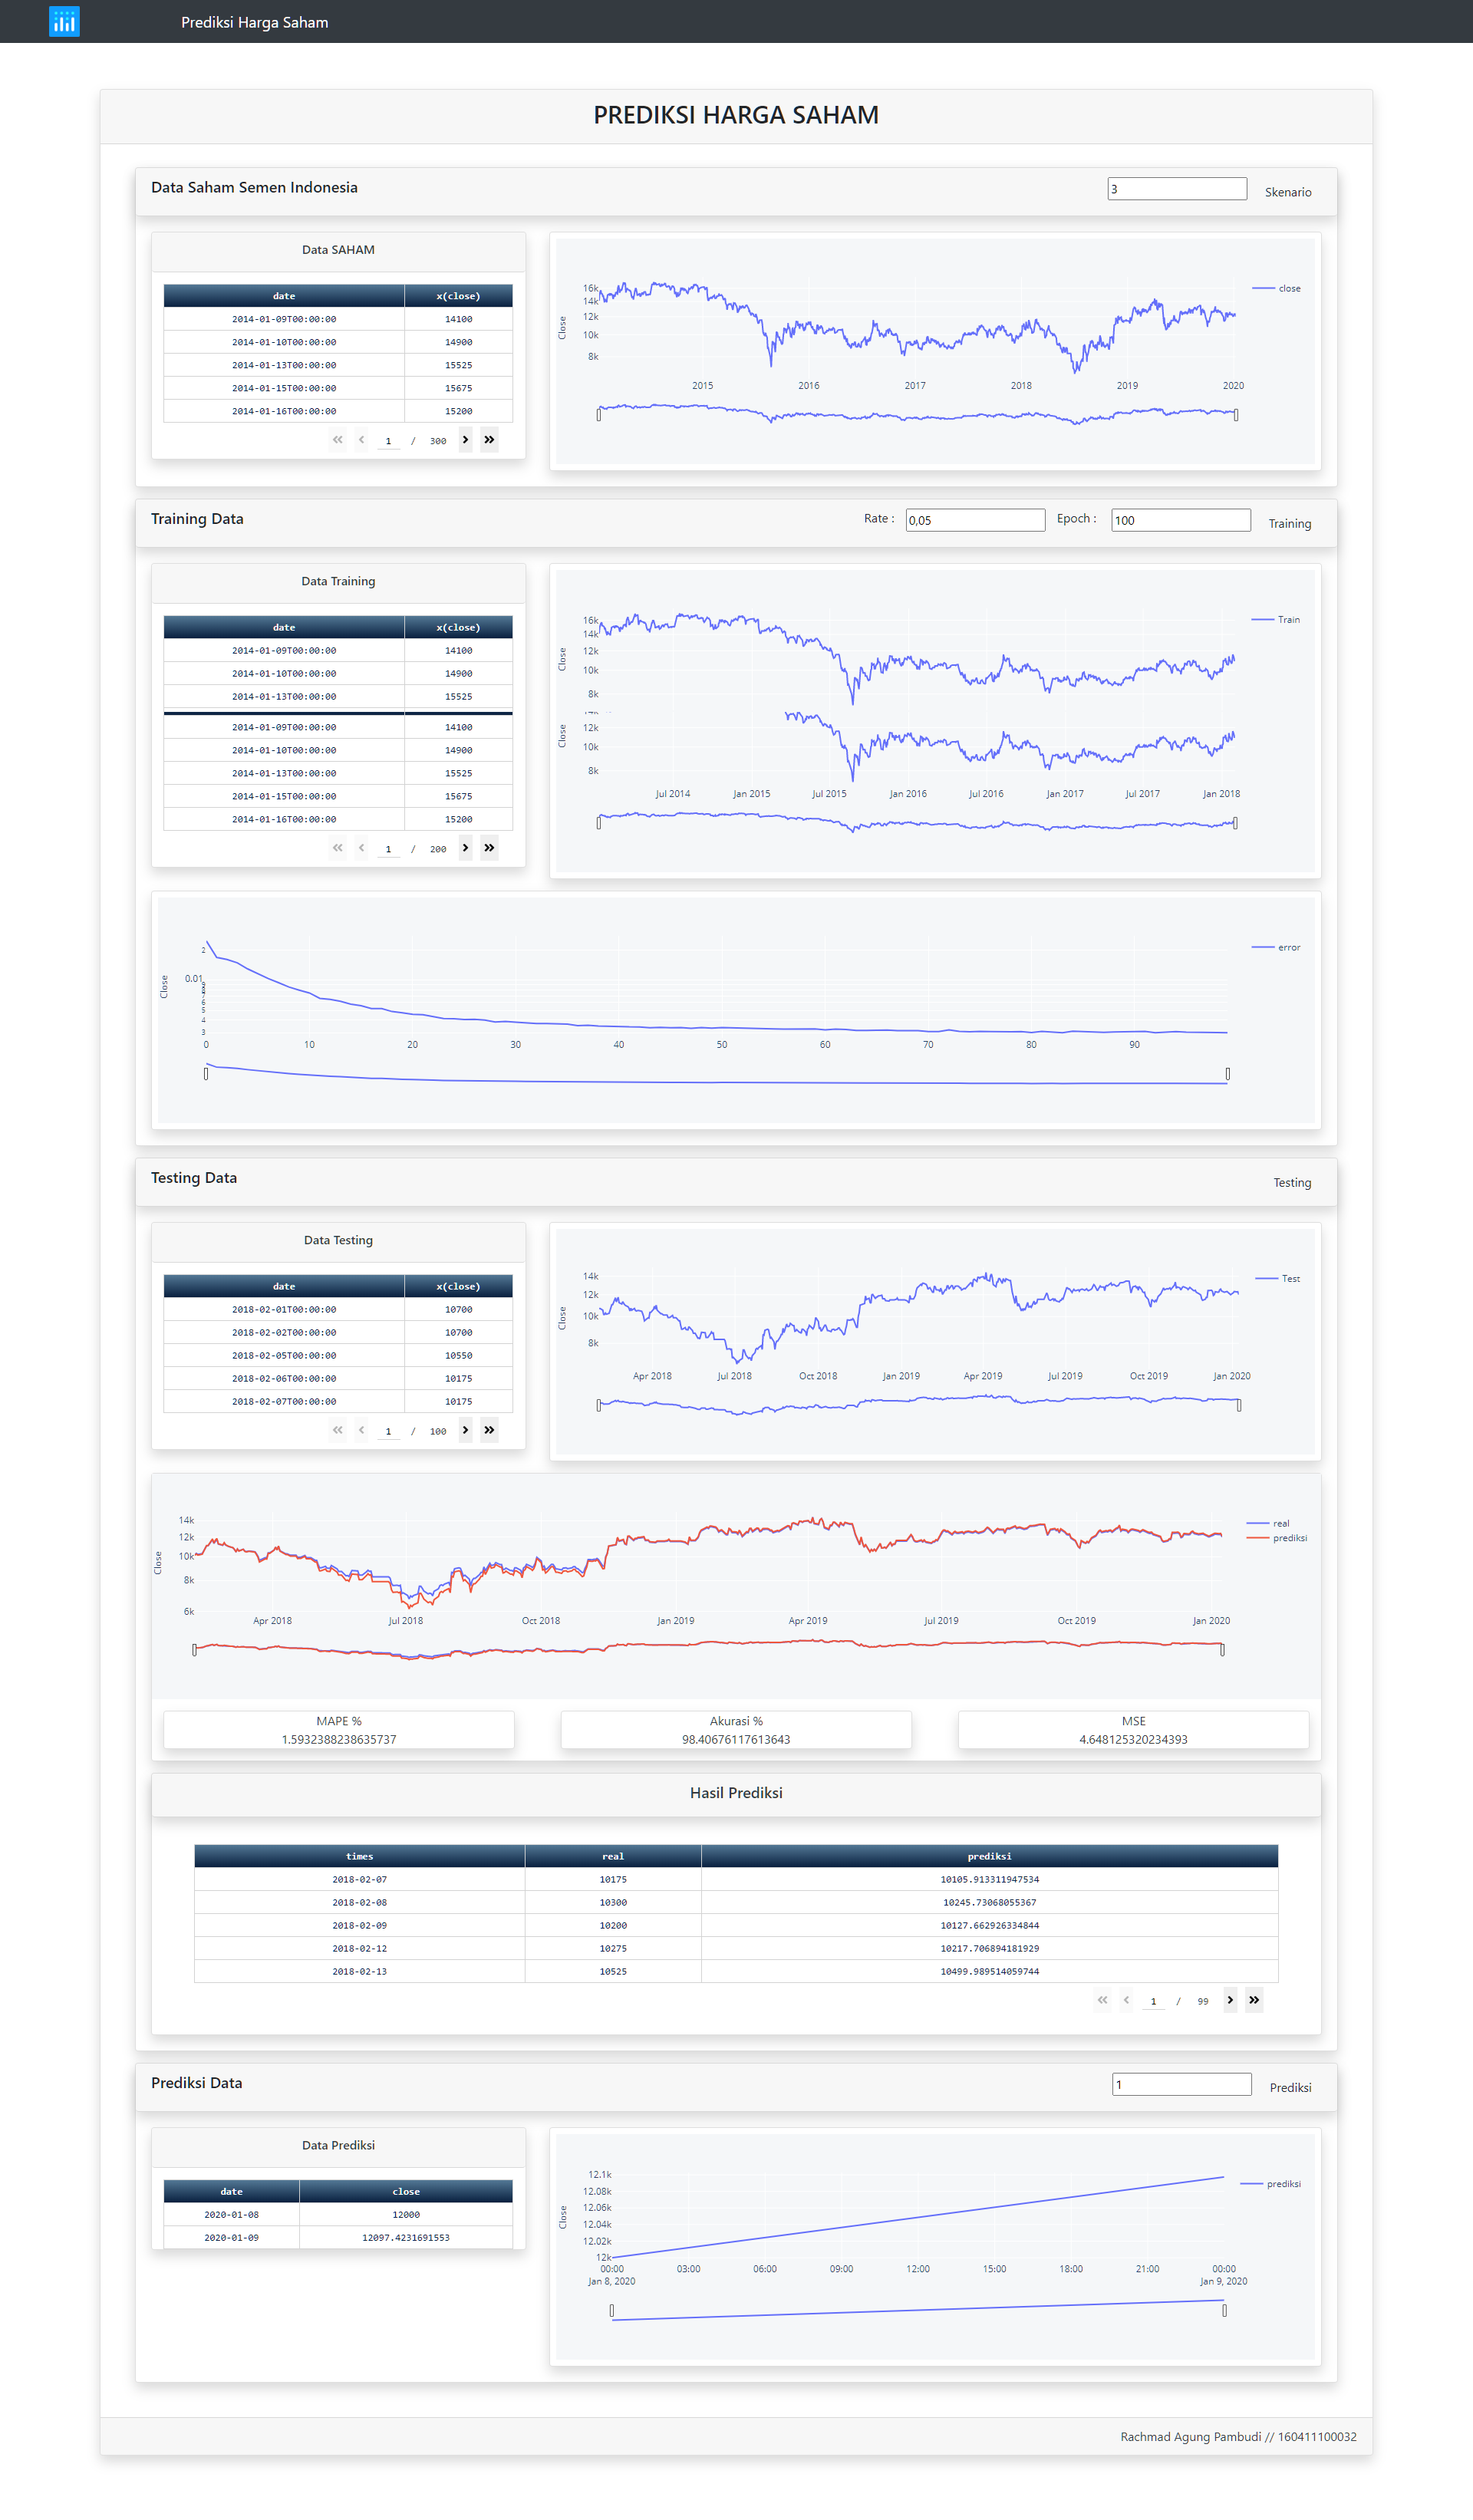 Prediksi Harga Saham
PREDIKSI HARGA SAHAM
Data Saham Semen Indonesia
3
Skenario
Data SAHAM
date x(close)
2014-01-09T00:00:00 14100
2014-01-10T00:00:00 14900
2014-01-13T00:00:00 15525
2014-01-15T00:00:00 15675
2014-01-16T00:00:00 15200
1 / 300
Close
16k
14k
12k
10k
8k
2015 2016 2017 2018 2019 2020
close
Training Data
Rate : 0,05 Epoch : 100 Training
Data Training
date x(close)
2014-01-09T00:00:00 14100
2014-01-10T00:00:00 14900
2014-01-13T00:00:00 15525
2014-01-09T00:00:00 14100
2014-01-10T00:00:00 14900
2014-01-13T00:00:00 15525
2014-01-15T00:00:00 15675
2014-01-16T00:00:00 15200
1 / 200
Close
16k
14k
12k
10k
8k
Train
Close
12k
10k
8k
Jul 2014 Jan 2015 Jul 2015 Jan 2016 Jul 2016 Jan 2017 Jul 2017 Jan 2018
Close
2
0.01
6
5
4
3
0 10 20 30 40 50 60 70 80 90
error
Testing Data
Testing
Data Testing
date x(close)
2018-02-01T00:00:00 10700
2018-02-02T00:00:00 10700
2018-02-05T00:00:00 10550
2018-02-06T00:00:00 10175
2018-02-07T00:00:00 10175
1 / 100
Close
14k
12k
10k
8k
Apr 2018 Jul 2018 Oct 2018 Jan 2019 Apr 2019 Jul 2019 Oct 2019 Jan 2020
Test
Close
14k
12k
10k
8k
6k
Apr 2018 Jul 2018 Oct 2018 Jan 2019 Apr 2019 Jul 2019 Oct 2019 Jan 2020
real
prediksi
MAPE %
1.5932388238635737
Akurasi %
98.40676117613643
MSE
4.648125320234393
Hasil Prediksi
times real prediksi
2018-02-07 10175 10105.913311947534
2018-02-08 10300 10245.73068055367
2018-02-09 10200 10127.662926334844
2018-02-12 10275 10217.706894181929
2018-02-13 10525 10499.989514059744
1 / 99
Prediksi Data
1
Prediksi
Data Prediksi
date close
2020-01-08 12000
2020-01-09 12097.4231691553
Close
12.1k
12.08k
12.06k
12.04k
12.02k
12k
00:00 03:00 06:00 09:00 12:00 15:00 18:00 21:00 00:00
Jan 8, 2020 Jan 9, 2020
prediksi
Rachmad Agung Pambudi // 160411100032